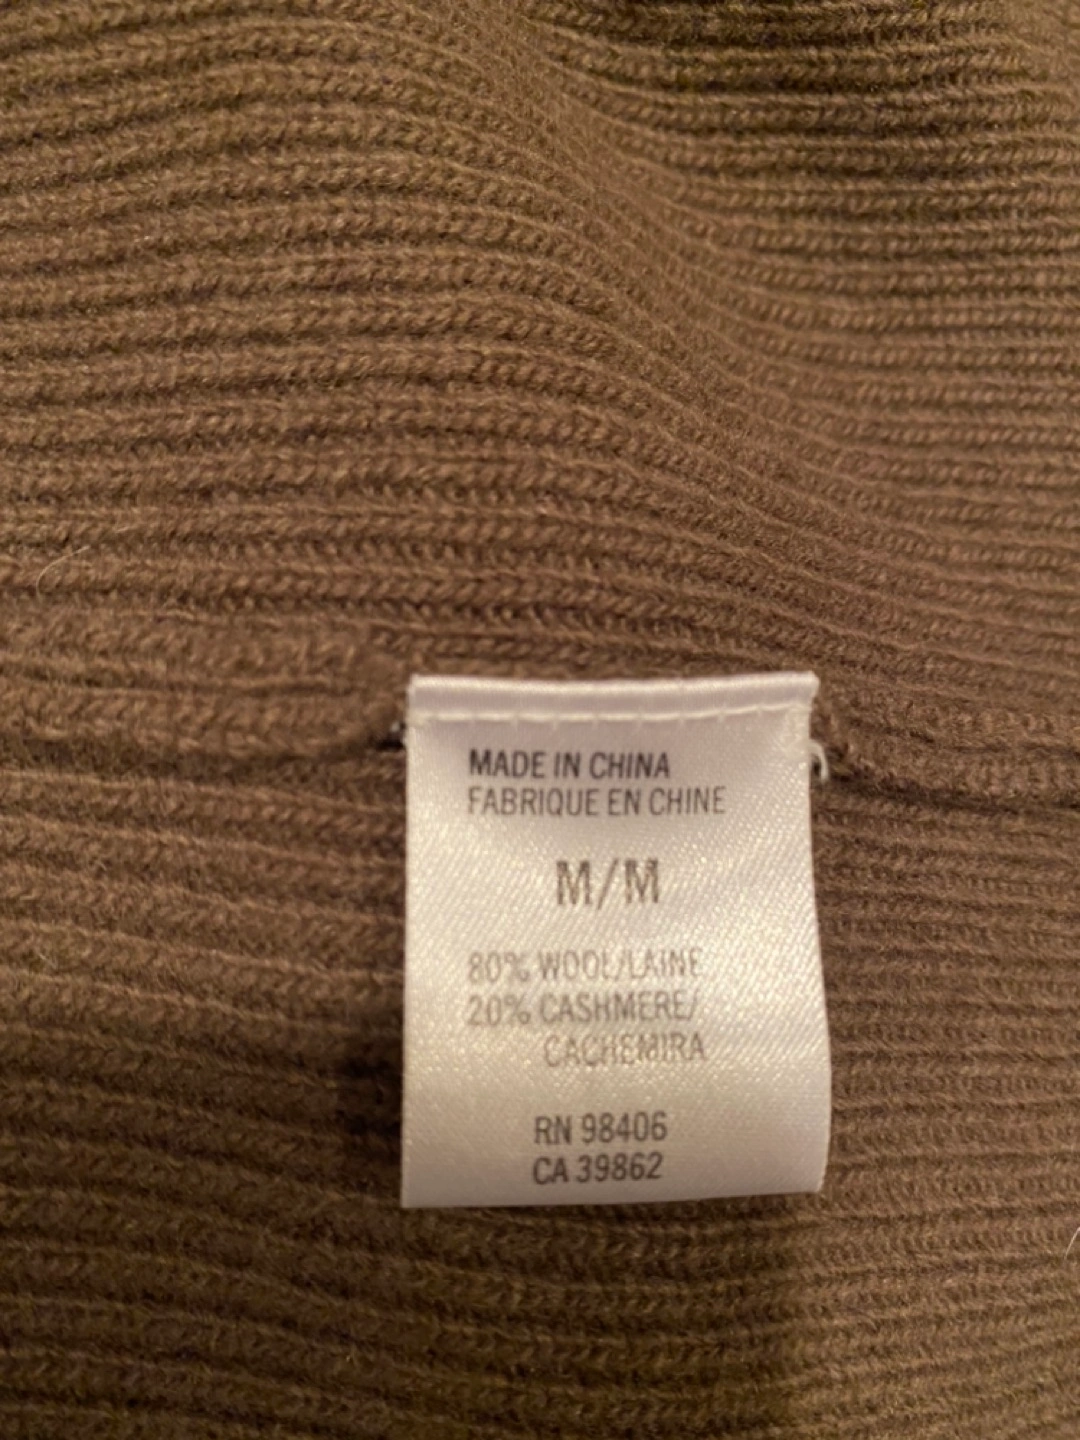 MADE IN CHINA
FABRIQUE EN CHINE
M/M
80% WOOL/LAINE
20% CASHMERE/
CACHEMIRA
RN 98406
CA 39862